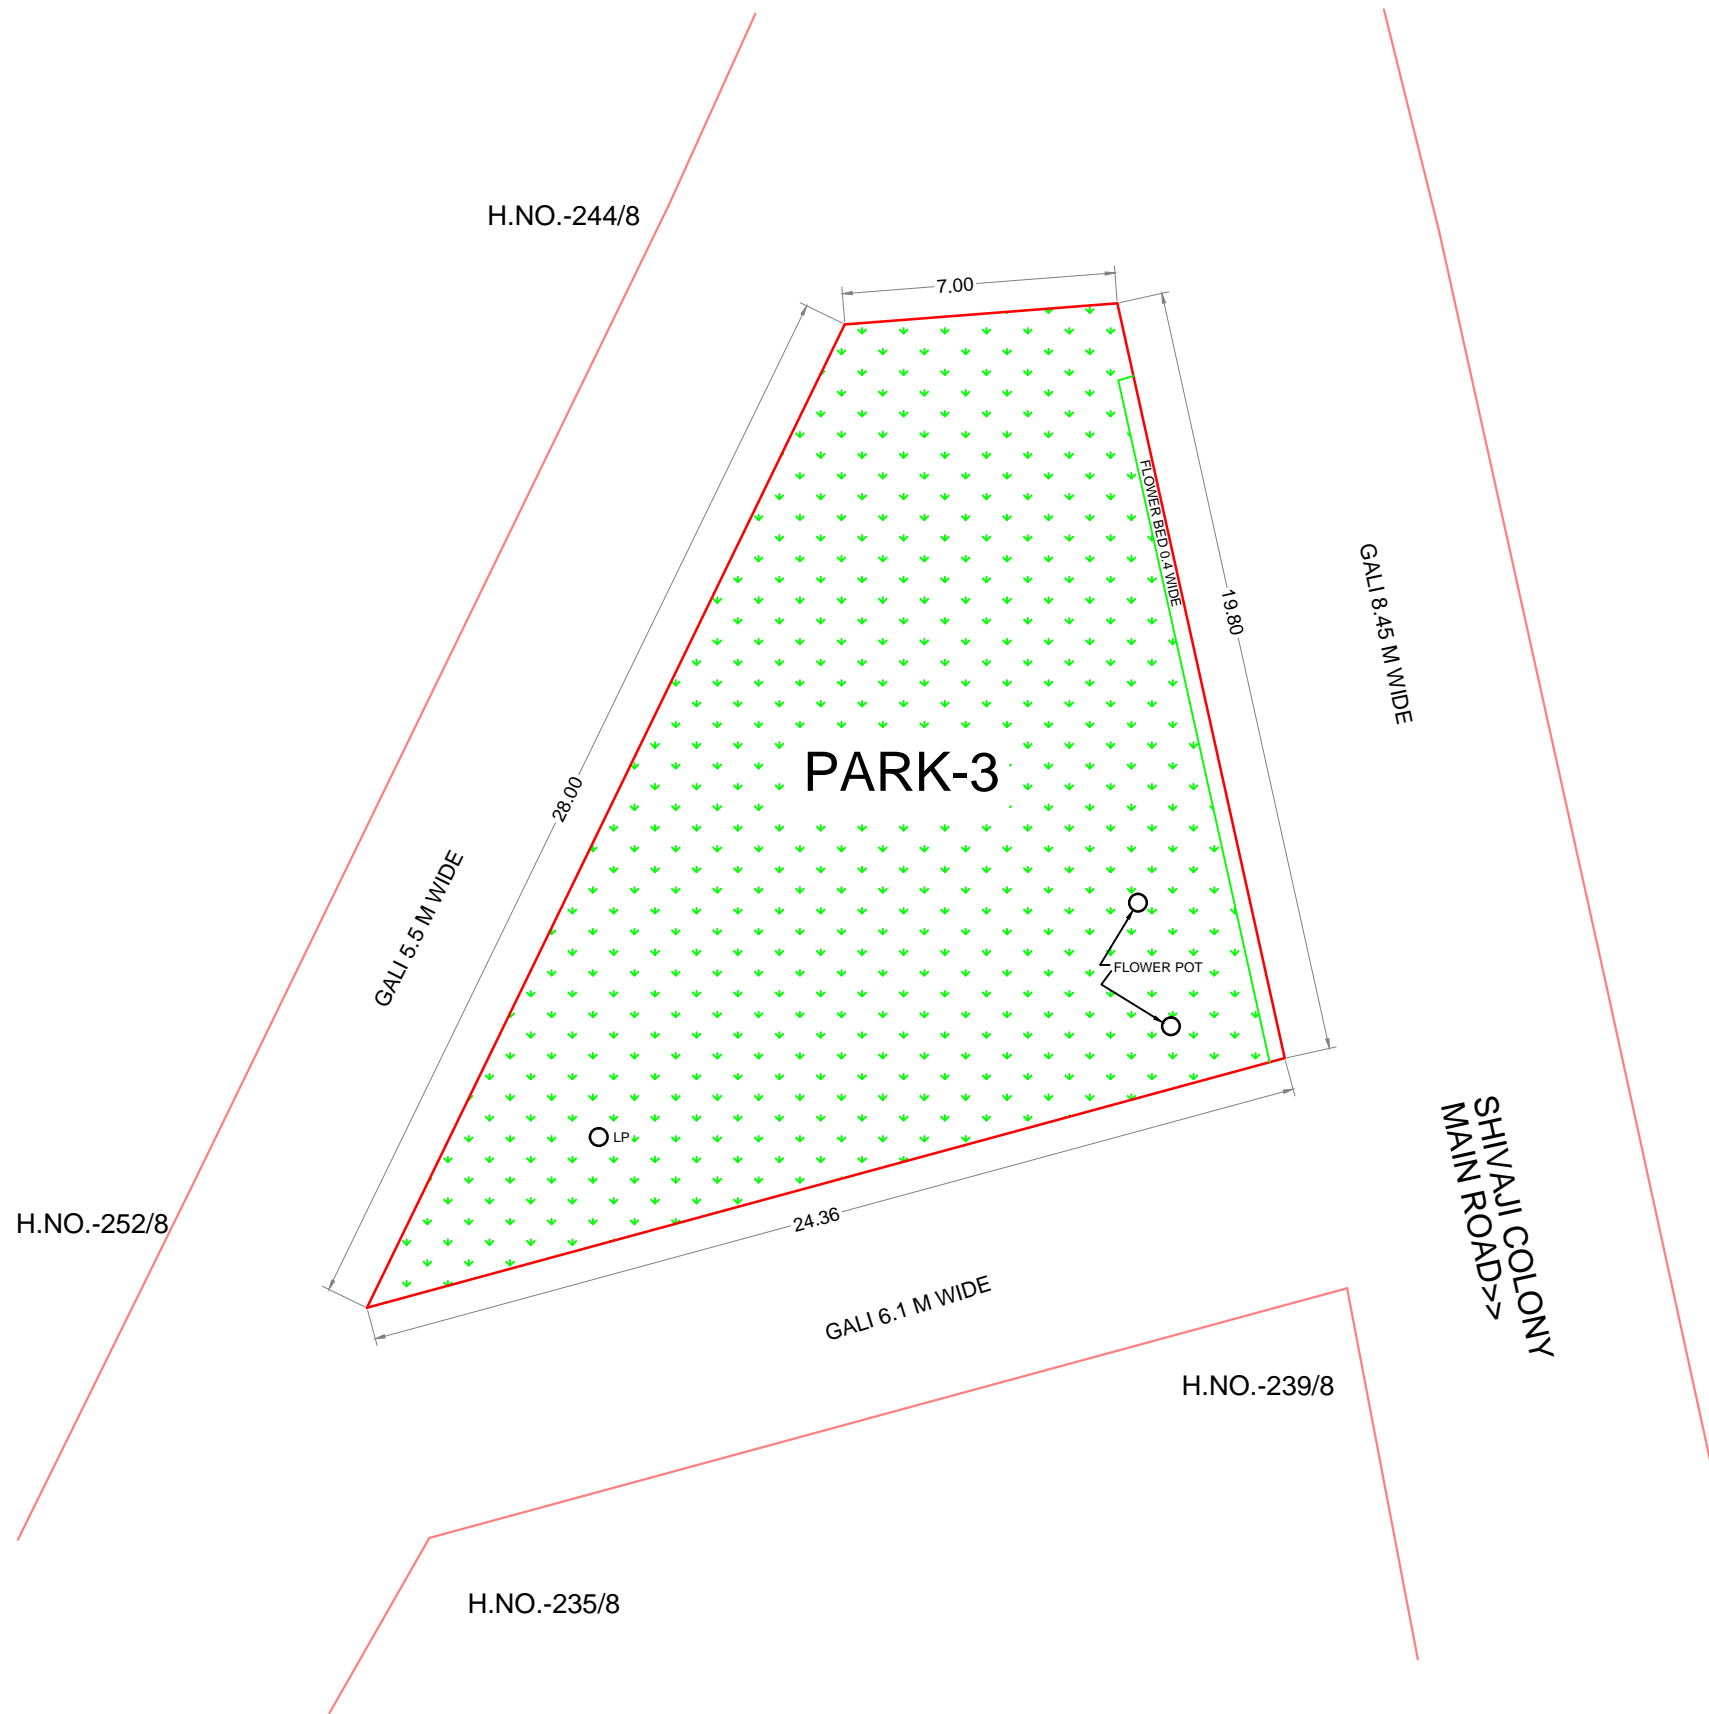 H.NO.-244/8
7.00
FLOWER BED 0.4 WIDE
19.80
GALI 8.45 M WIDE
PARK-3
28.00
GALI 5.5 M WIDE
FLOWER POT
LP
SHIVAJI COLONY
MAIN ROAD>>
H.NO.-252/8
24.36
GALI 6.1 M WIDE
H.NO.-239/8
H.NO.-235/8